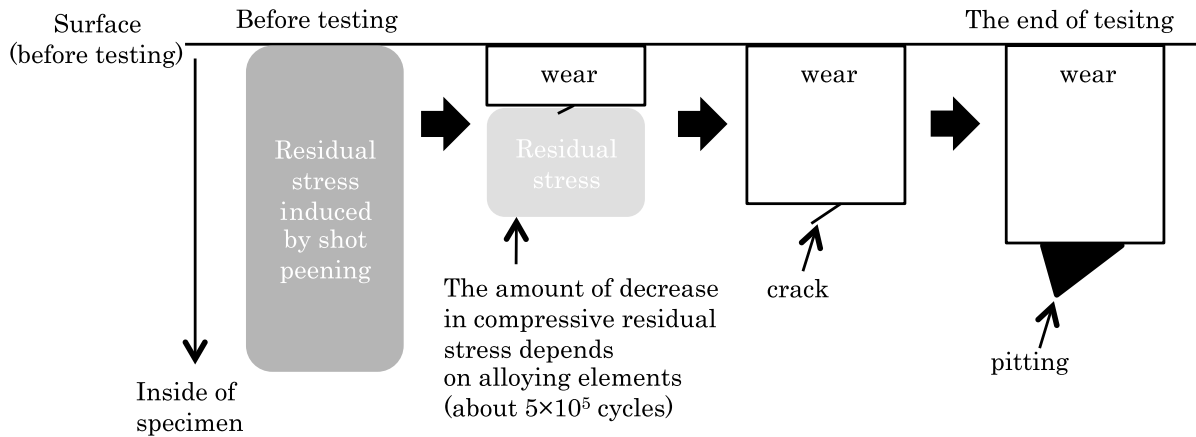 Surface
(before testing)
Before testing
The end of tesitng
Residual
stress
induced
by shot
peening
wear
Residual
stress
wear
wear
The amount of decrease
in compressive residual
stress depends
on alloying elements
(about 5×10⁵ cycles)
crack
pitting
Inside of
specimen